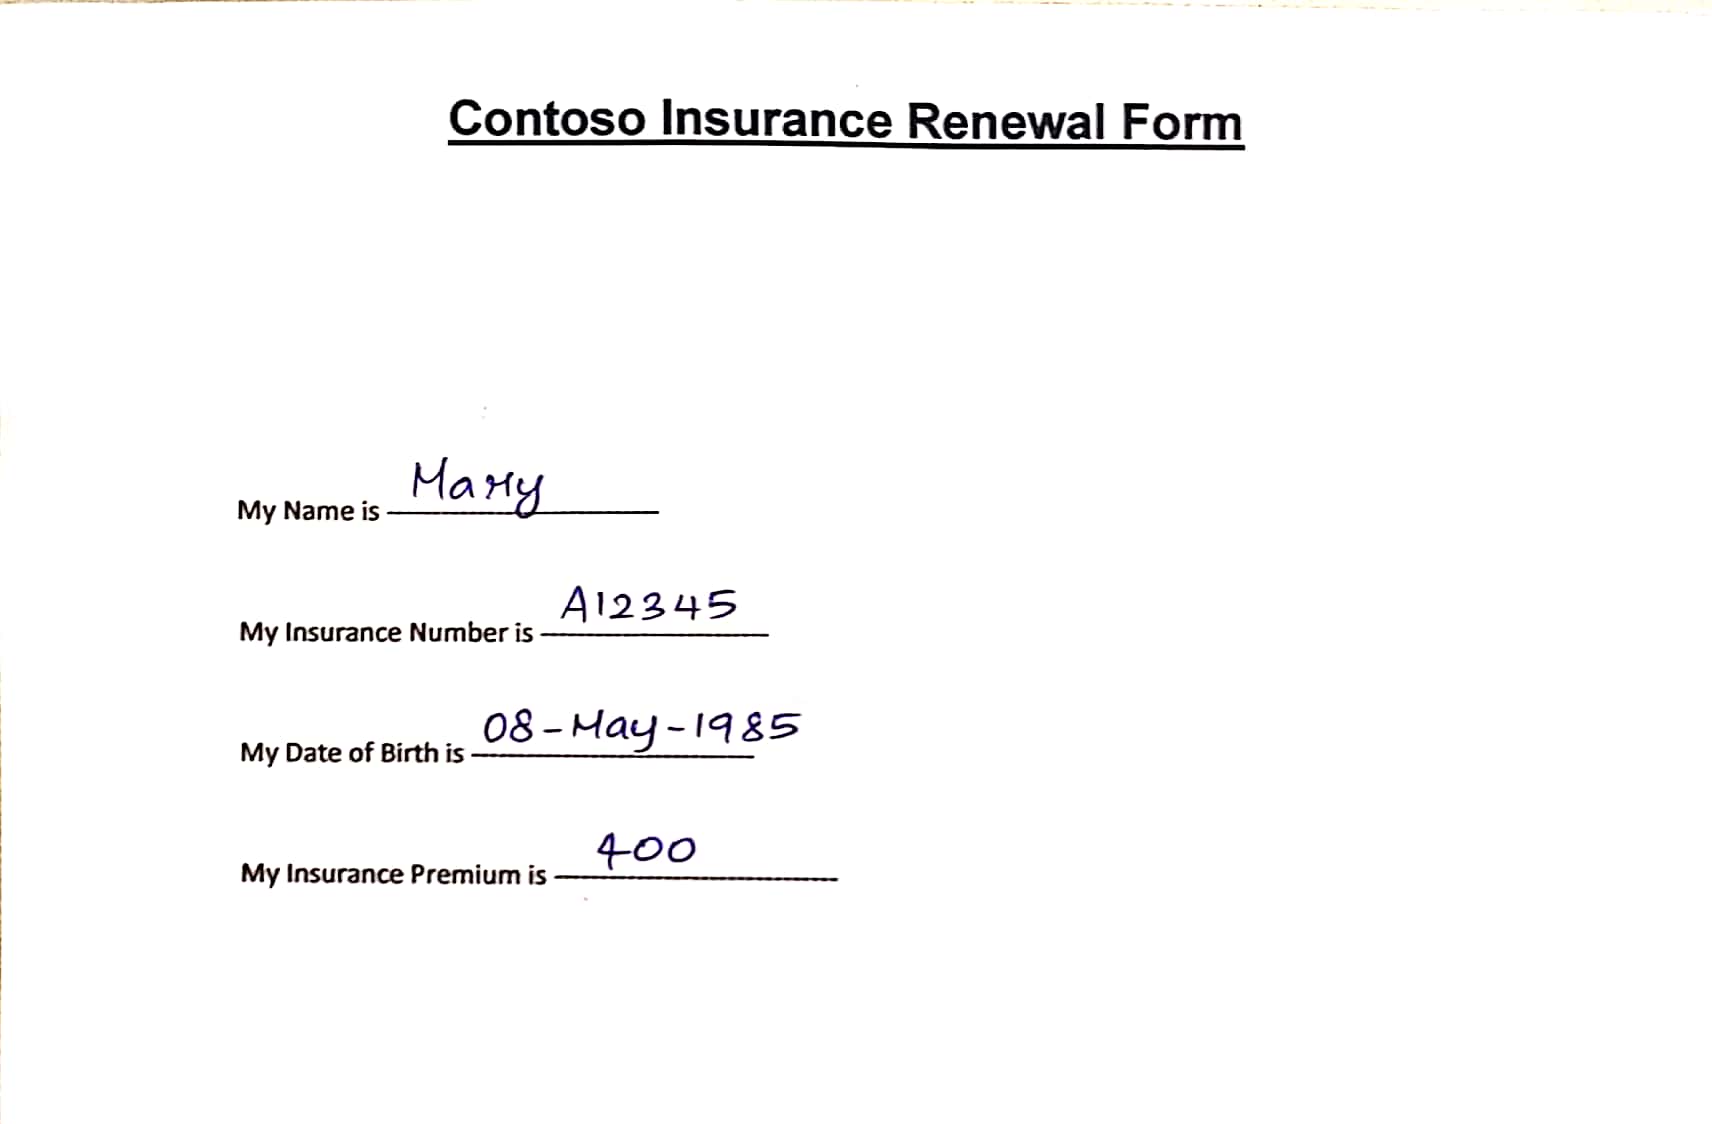 Contoso Insurance Renewal Form
My Name is Mary
My Insurance Number is A12345
My Date of Birth is 08-May-1985
My Insurance Premium is 400